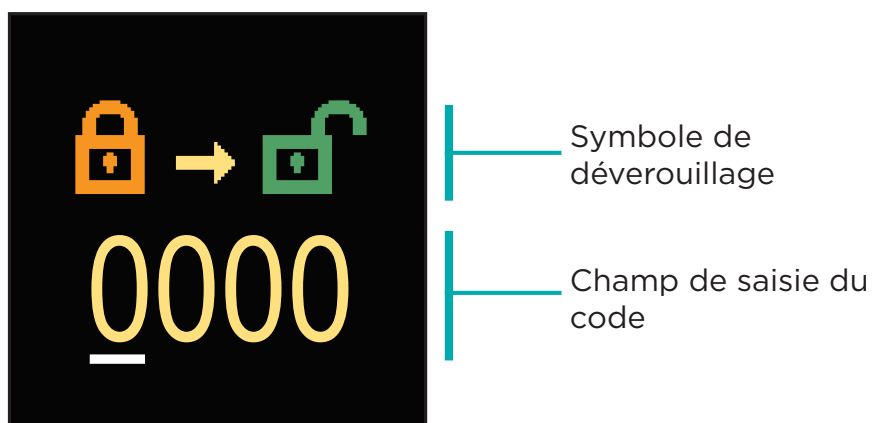 Symbole de
déverouillage
0000
Champ de saisie du
code